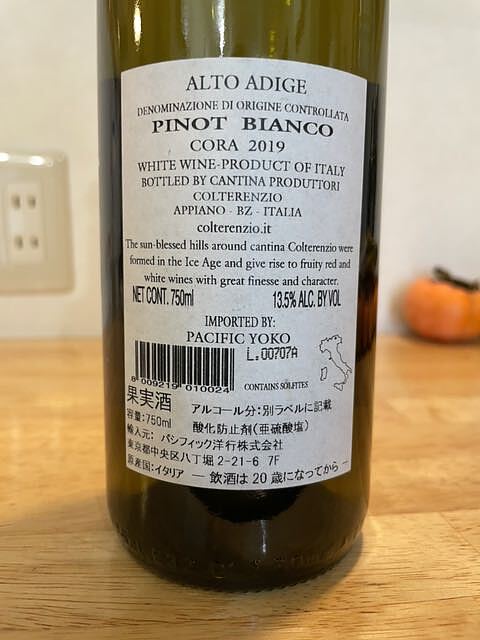 ALTO ADIGE
DENOMINAZIONE DI ORIGINE CONTROLLATA
PINOT BIANCO
CORA 2019
WHITE WINE-PRODUCT OF ITALY
BOTTLED BY CANTINA PRODUTTORI
COLTERENZIO
APPIANO - BZ - ITALIA
colterenzio.it
The sun-blessed hills around cantina Colterenzio were
formed in the Ice Age and give rise to fruity red and
white wines with great finesse and character.
NET CONT. 750ml 13.5% ALC. BY VOL
IMPORTED BY:
PACIFIC YOKO
L.00707A
8 009219 010024
CONTAINS SULFITES
果実酒 アルコール分:別ラベルに記載
容量:750ml 酸化防止剤(亜硫酸塩)
輸入元: パシフィック洋行株式会社
東京都中央区八丁堀 2-21-6 7F
原産国:イタリア — 飲酒は 20 歳になってから —